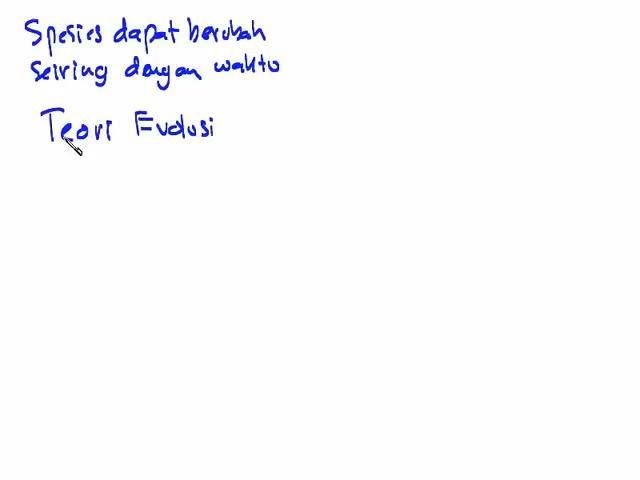 Spesies dapat berubah
seiring dengan waktu
Teori Evolusi